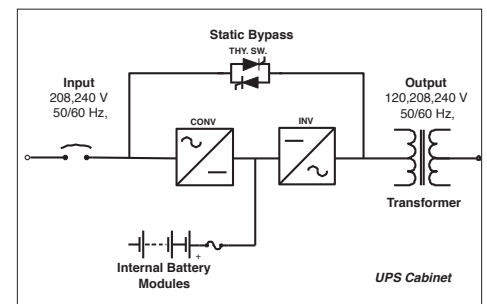 Static Bypass
THY. SW.
Input
208,240 V
50/60 Hz,
Output
120,208,240 V
50/60 Hz,
CONV
INV
Transformer
+
Internal Battery
Modules
UPS Cabinet